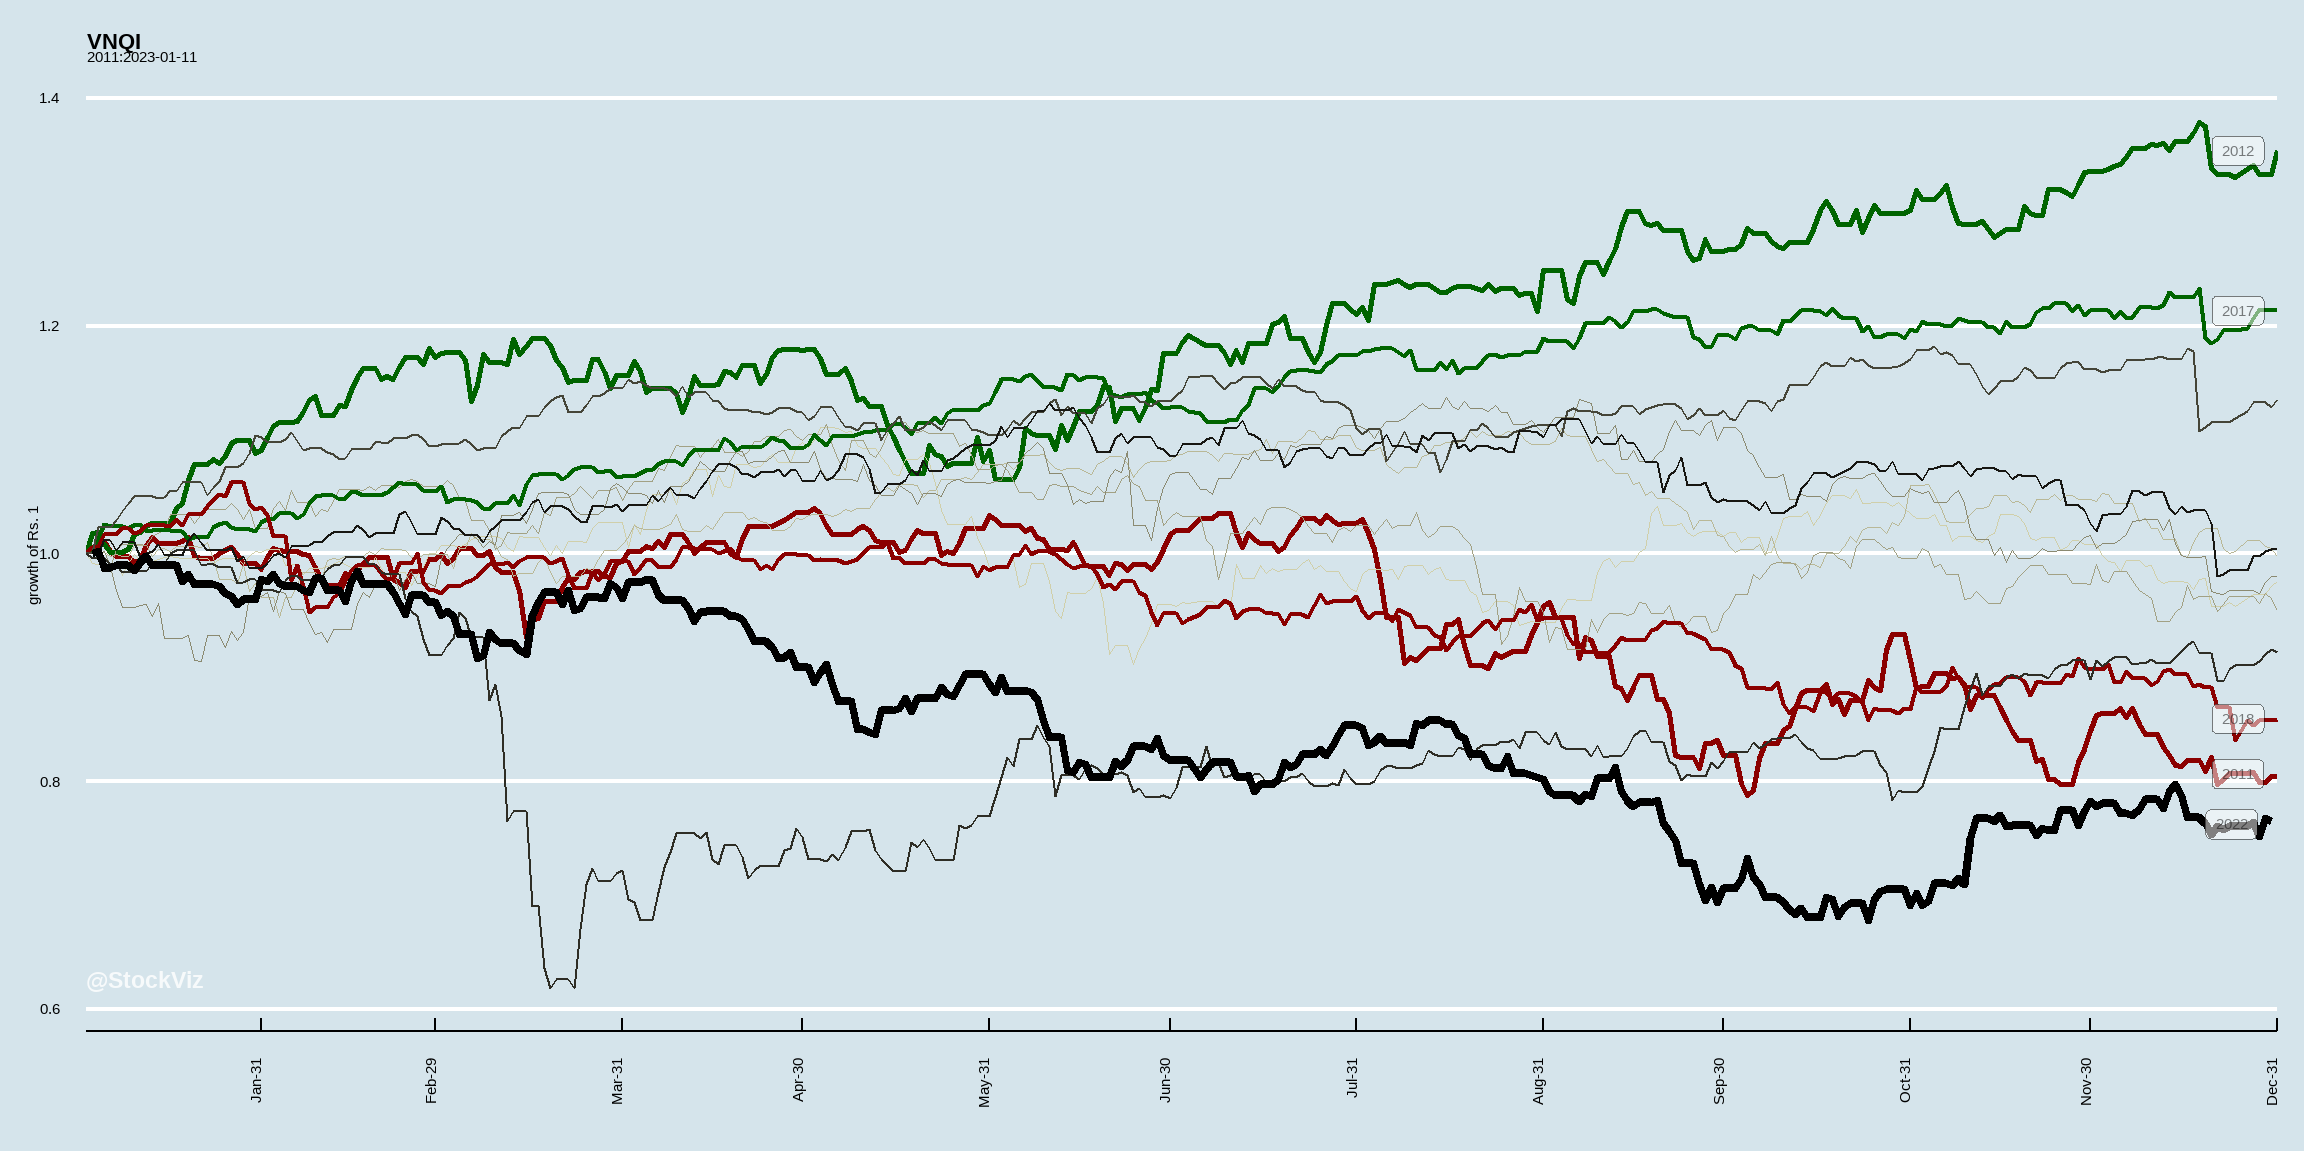 VNQI
2011:2023-01-11
1.4
1.2
1.0
0.8
0.6
growth of Rs. 1
2012
2017
2018
2011
2022
@StockViz
Jan-31
Feb-29
Mar-31
Apr-30
May-31
Jun-30
Jul-31
Aug-31
Sep-30
Oct-31
Nov-30
Dec-31